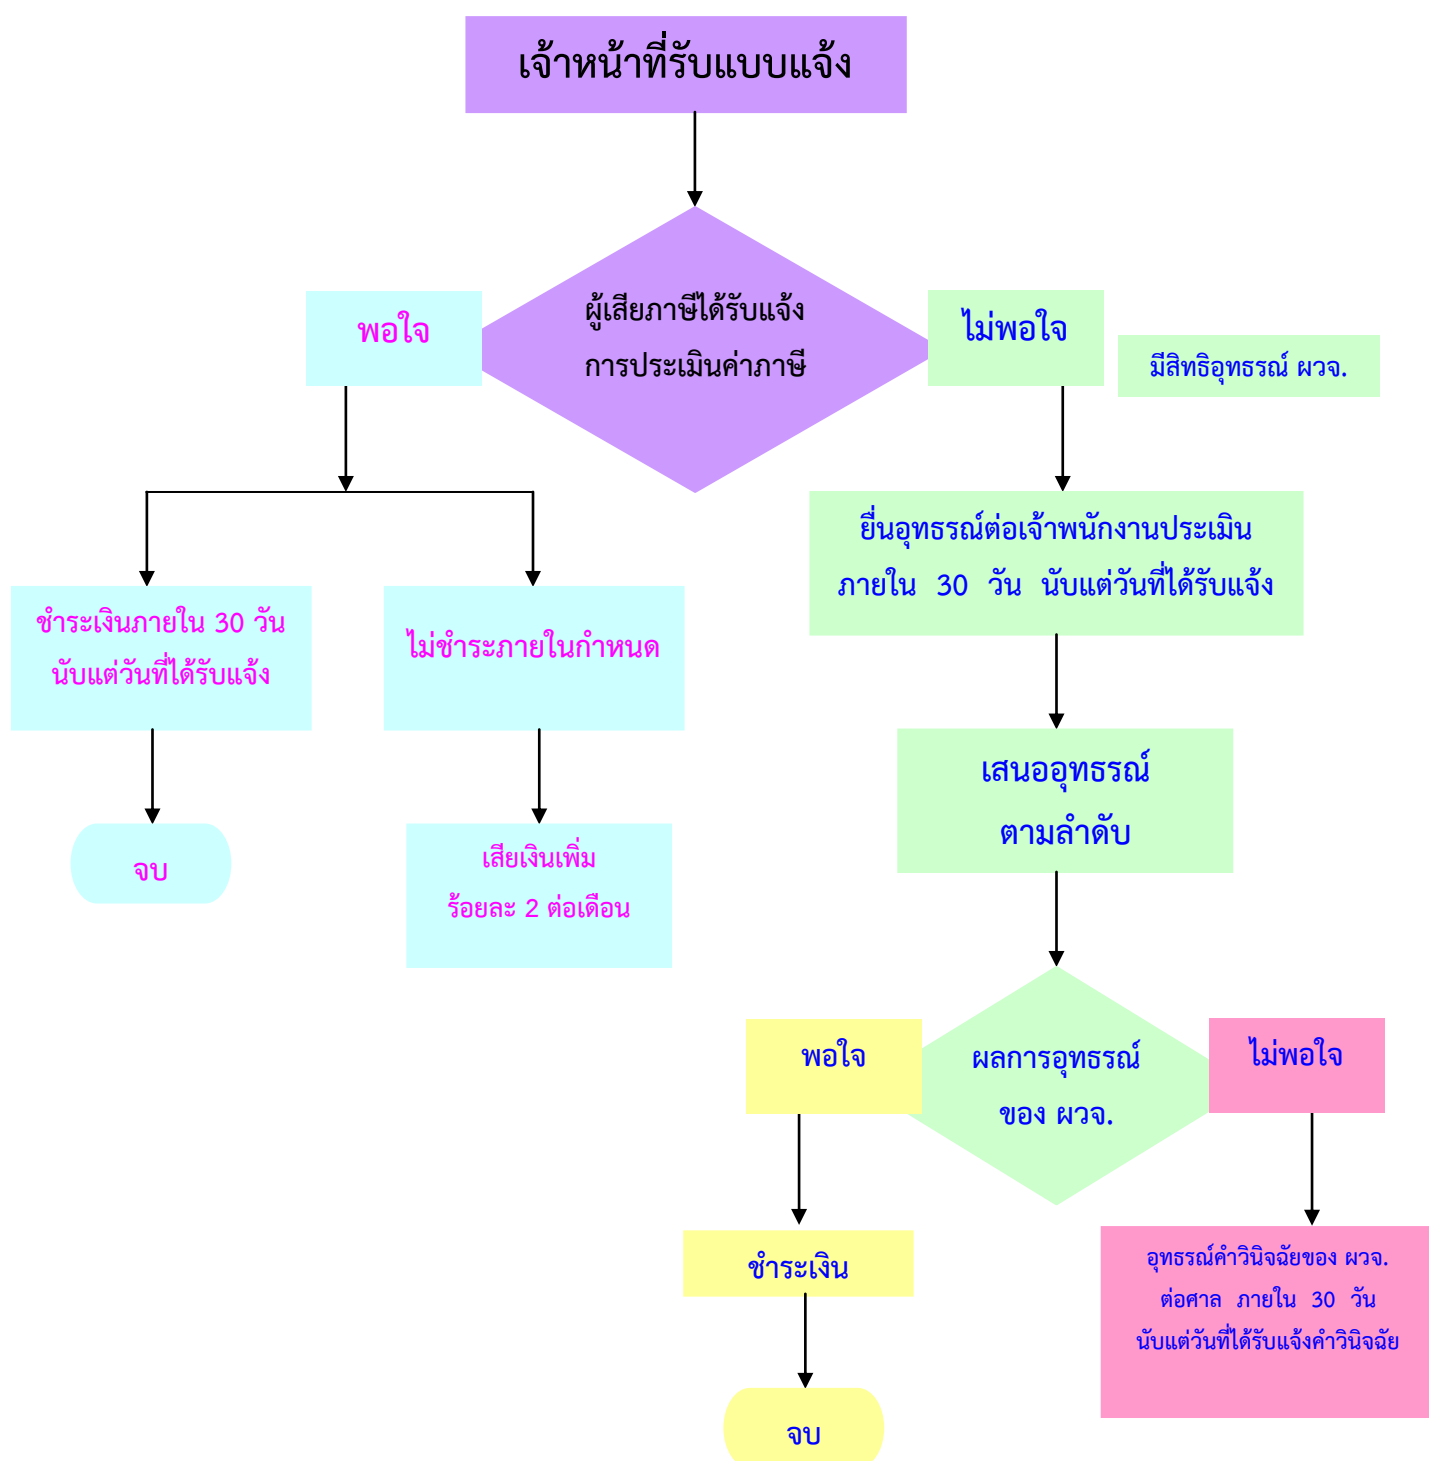 เจ้าหน้าที่รับแบบแจ้ง
ผู้เสียภาษีได้รับแจ้ง
การประเมินค่าภาษี
พอใจ
ไม่พอใจ
มีสิทธิอุทธรณ์ ผวจ.
ยื่นอุทธรณ์ต่อเจ้าพนักงานประเมิน
ภายใน 30 วัน นับแต่วันที่ได้รับแจ้ง
ชำระเงินภายใน 30 วัน
นับแต่วันที่ได้รับแจ้ง
ไม่ชำระภายในกำหนด
เสนออุทธรณ์
ตามลำดับ
จบ
เสียเงินเพิ่ม
ร้อยละ 2 ต่อเดือน
พอใจ
ผลการอุทธรณ์
ของ ผวจ.
ไม่พอใจ
ชำระเงิน
อุทธรณ์คำวินิจฉัยของ ผวจ.
ต่อศาล ภายใน 30 วัน
นับแต่วันที่ได้รับแจ้งคำวินิจฉัย
จบ